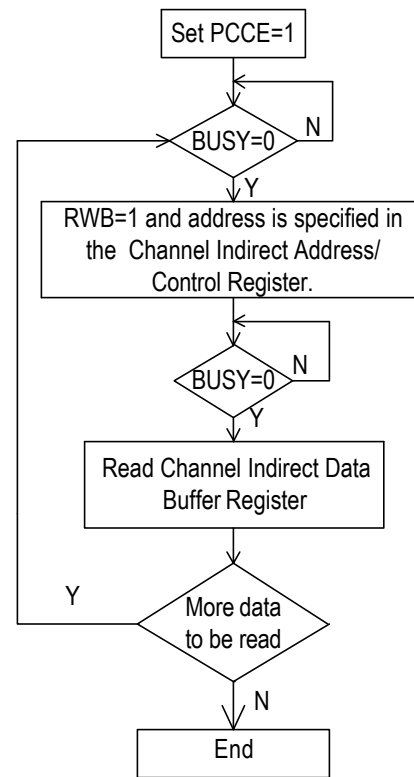 Set PCCE=1
BUSY=0
N
Y
RWB=1 and address is specified in
the Channel Indirect Address/
Control Register.
BUSY=0
N
Y
Read Channel Indirect Data
Buffer Register
Y
More data
to be read
N
End